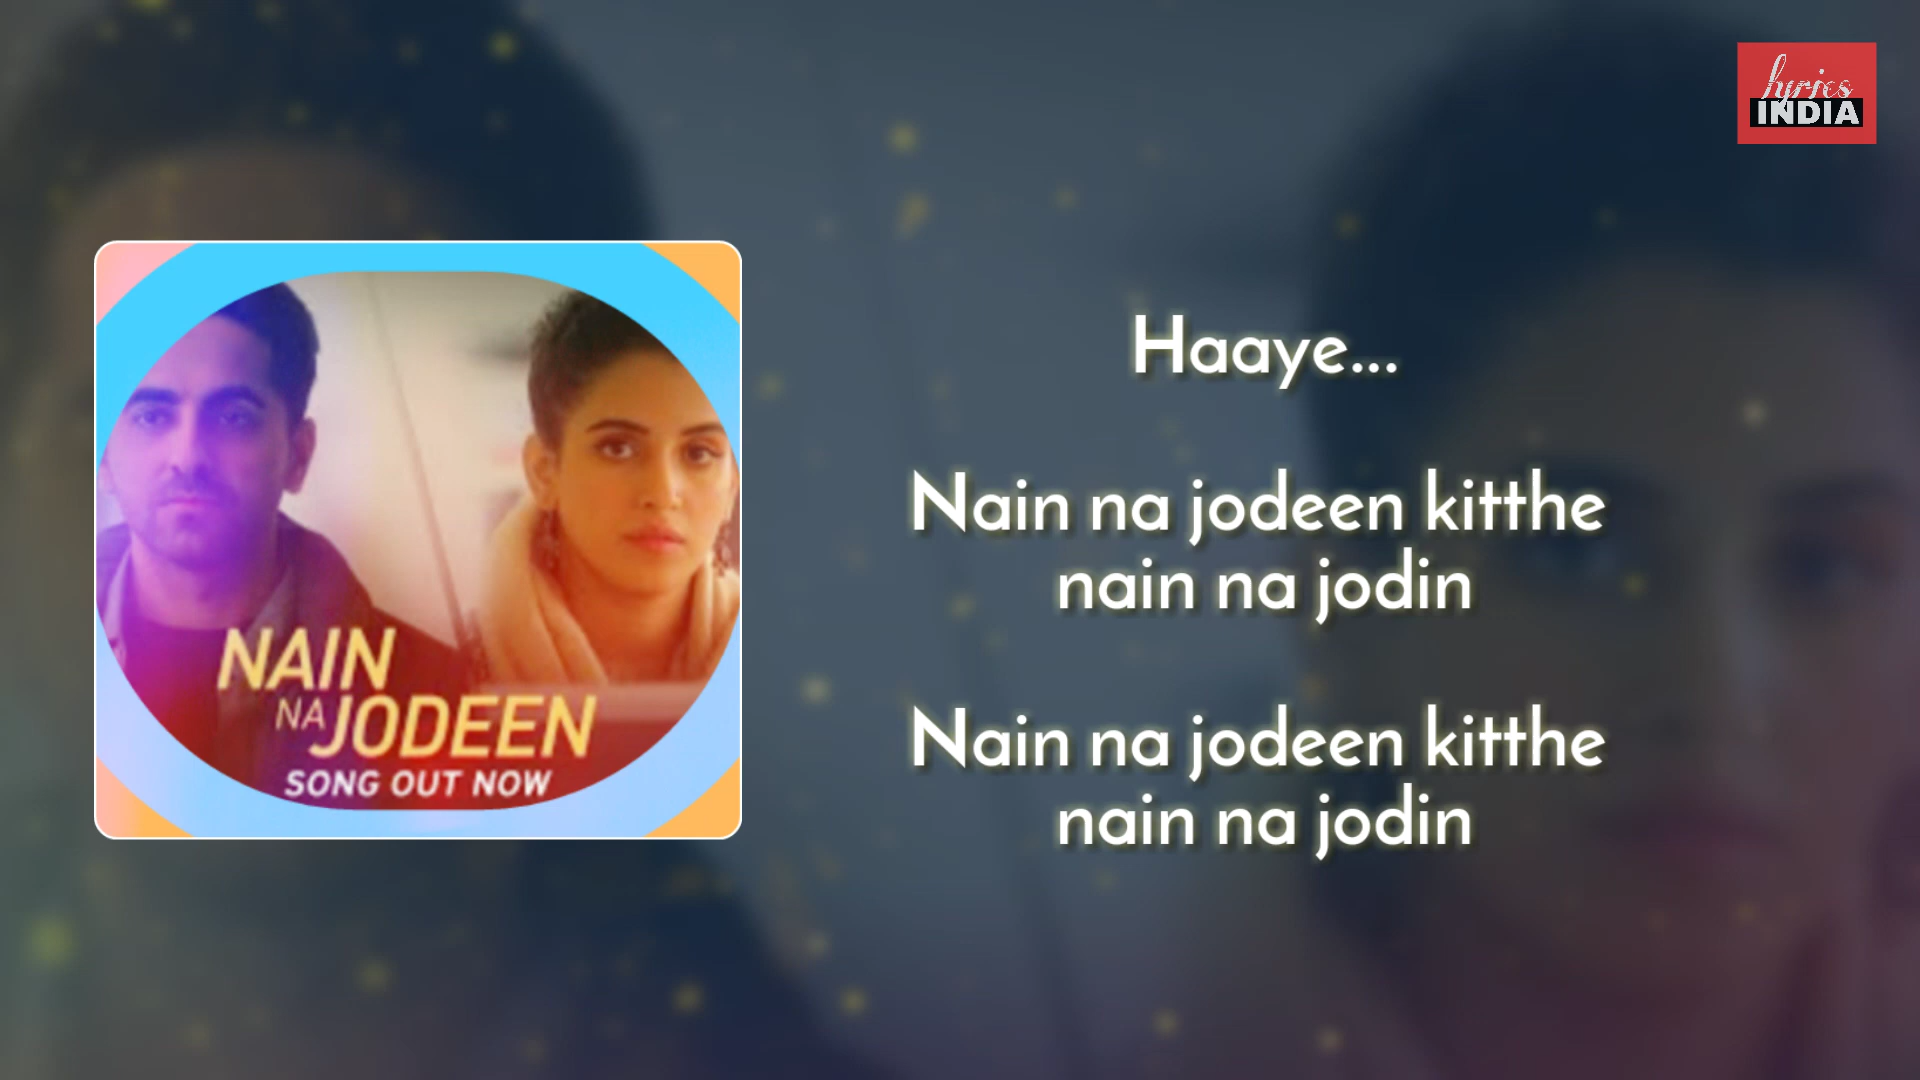 lyrics
INDIA
Haaye...
Nain na jodeen kitthe
nain na jodin
Nain na jodeen kitthe
nain na jodin
NAIN
NA JODEEN
SONG OUT NOW